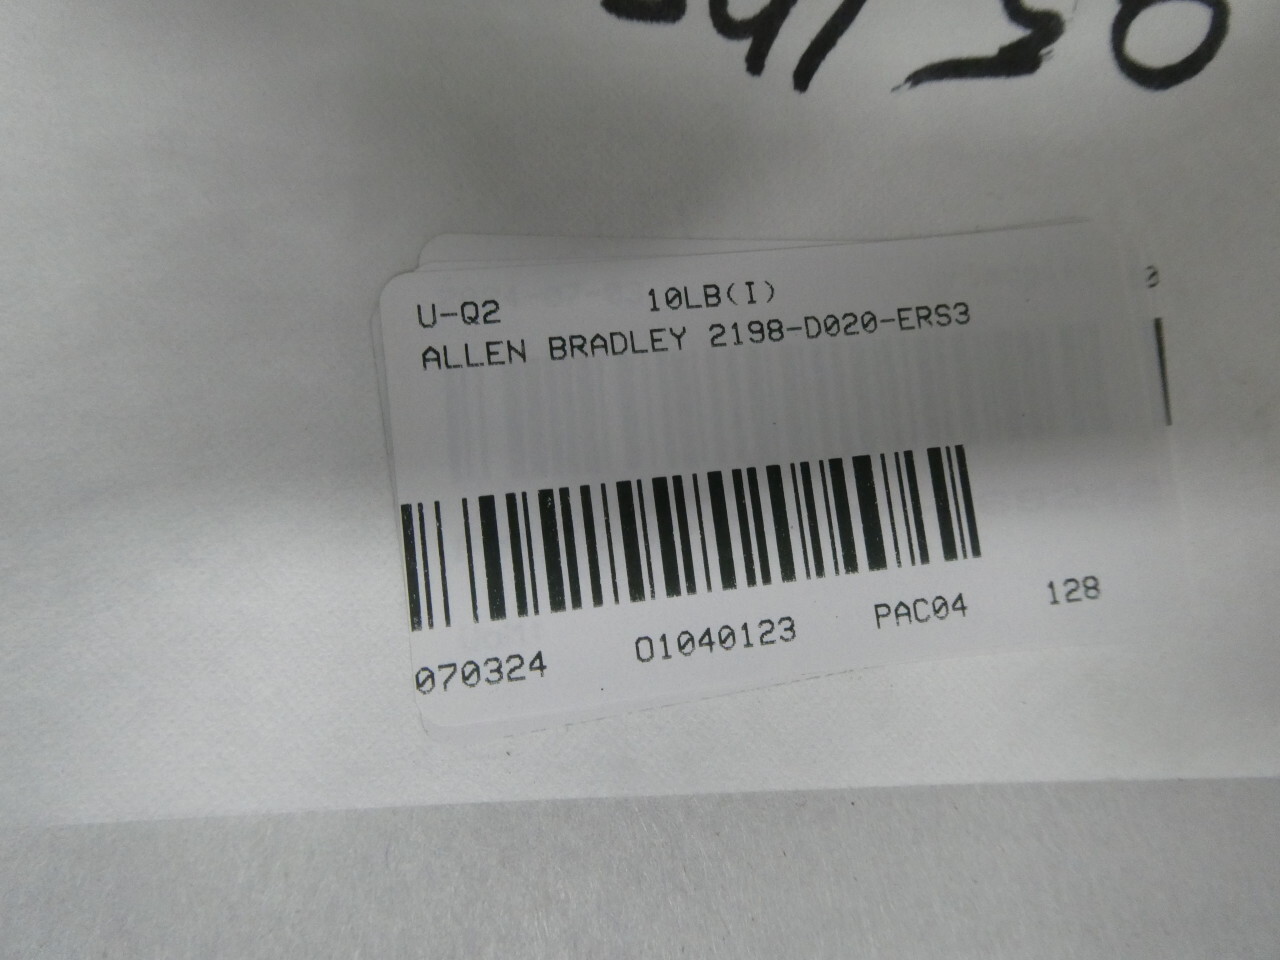 U-Q2 10LB(I)
ALLEN BRADLEY 2198-D020-ERS3
070324 01040123 PAC04 128